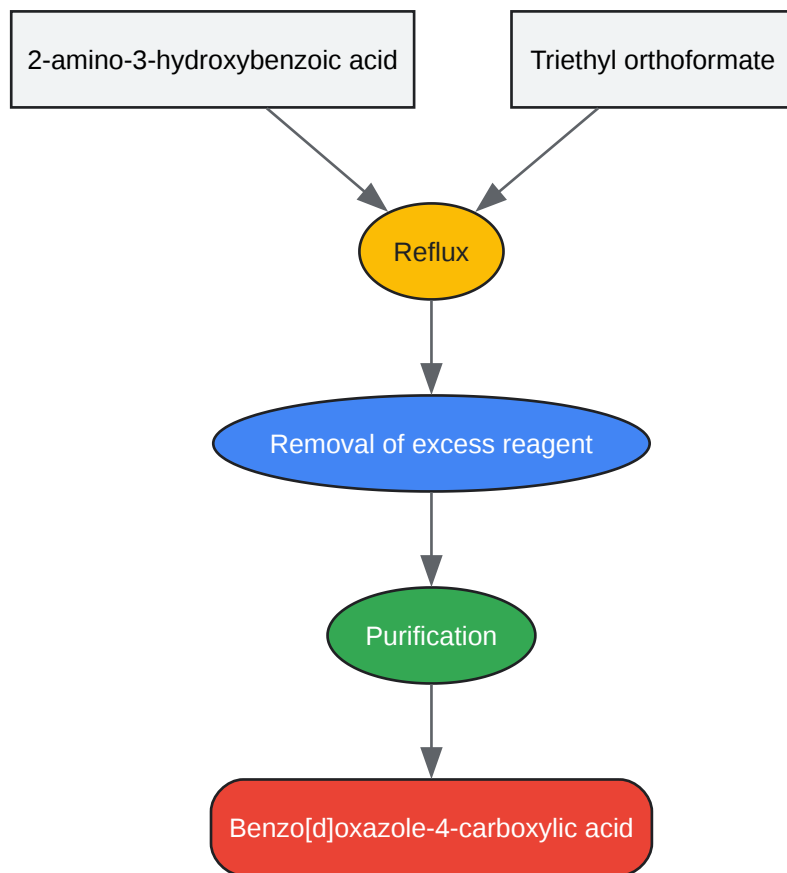 2-amino-3-hydroxybenzoic acid
Triethyl orthoformate
Reflux
Removal of excess reagent
Purification
Benzo[d]oxazole-4-carboxylic acid